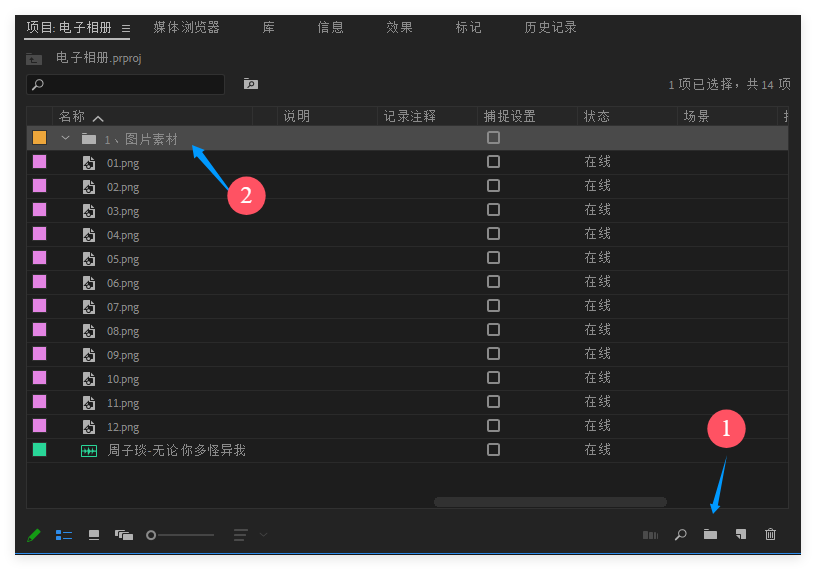 项目: 电子相册 媒体浏览器 库 信息 效果 标记 历史记录
电子相册.prproj
1 项已选择，共 14 项
名称 说明 记录注释 捕捉设置 状态 场景
1、图片素材
2
01.png 在线
02.png 在线
03.png 在线
04.png 在线
05.png 在线
06.png 在线
07.png 在线
08.png 在线
09.png 在线
10.png 在线
11.png 在线
12.png 在线
1
周子琰-无论你多怪异我 在线